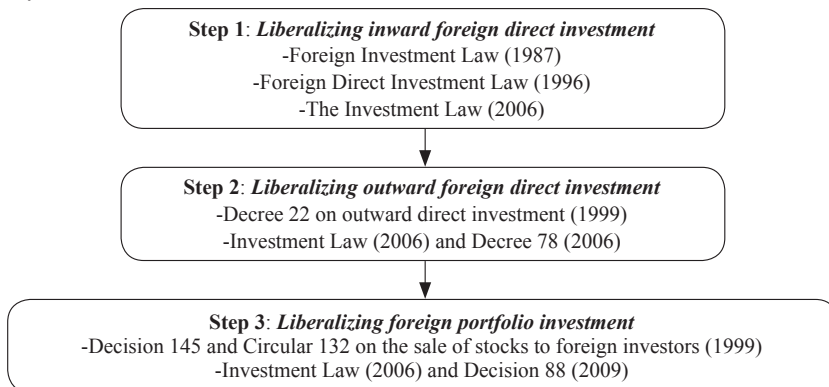 Step 1: Liberalizing inward foreign direct investment
-Foreign Investment Law (1987)
-Foreign Direct Investment Law (1996)
-The Investment Law (2006)
Step 2: Liberalizing outward foreign direct investment
-Decree 22 on outward direct investment (1999)
-Investment Law (2006) and Decree 78 (2006)
Step 3: Liberalizing foreign portfolio investment
-Decision 145 and Circular 132 on the sale of stocks to foreign investors (1999)
-Investment Law (2006) and Decision 88 (2009)